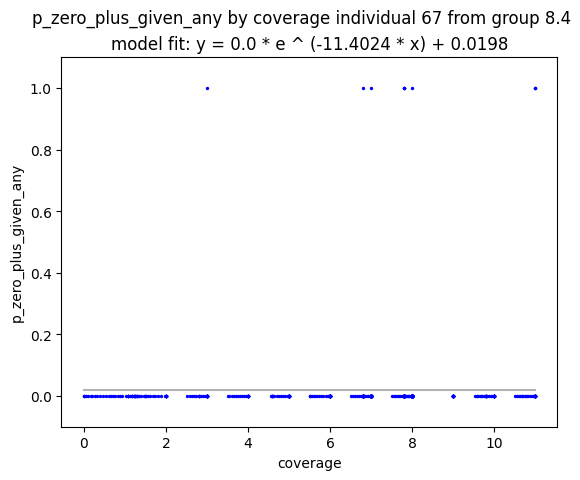 p_zero_plus_given_any by coverage individual 67 from group 8.4
model fit: y = 0.0 * e ^ (-11.4024 * x) + 0.0198
1.0
0.8
0.6
0.4
0.2
0.0
p_zero_plus_given_any
0 2 4 6 8 10
coverage